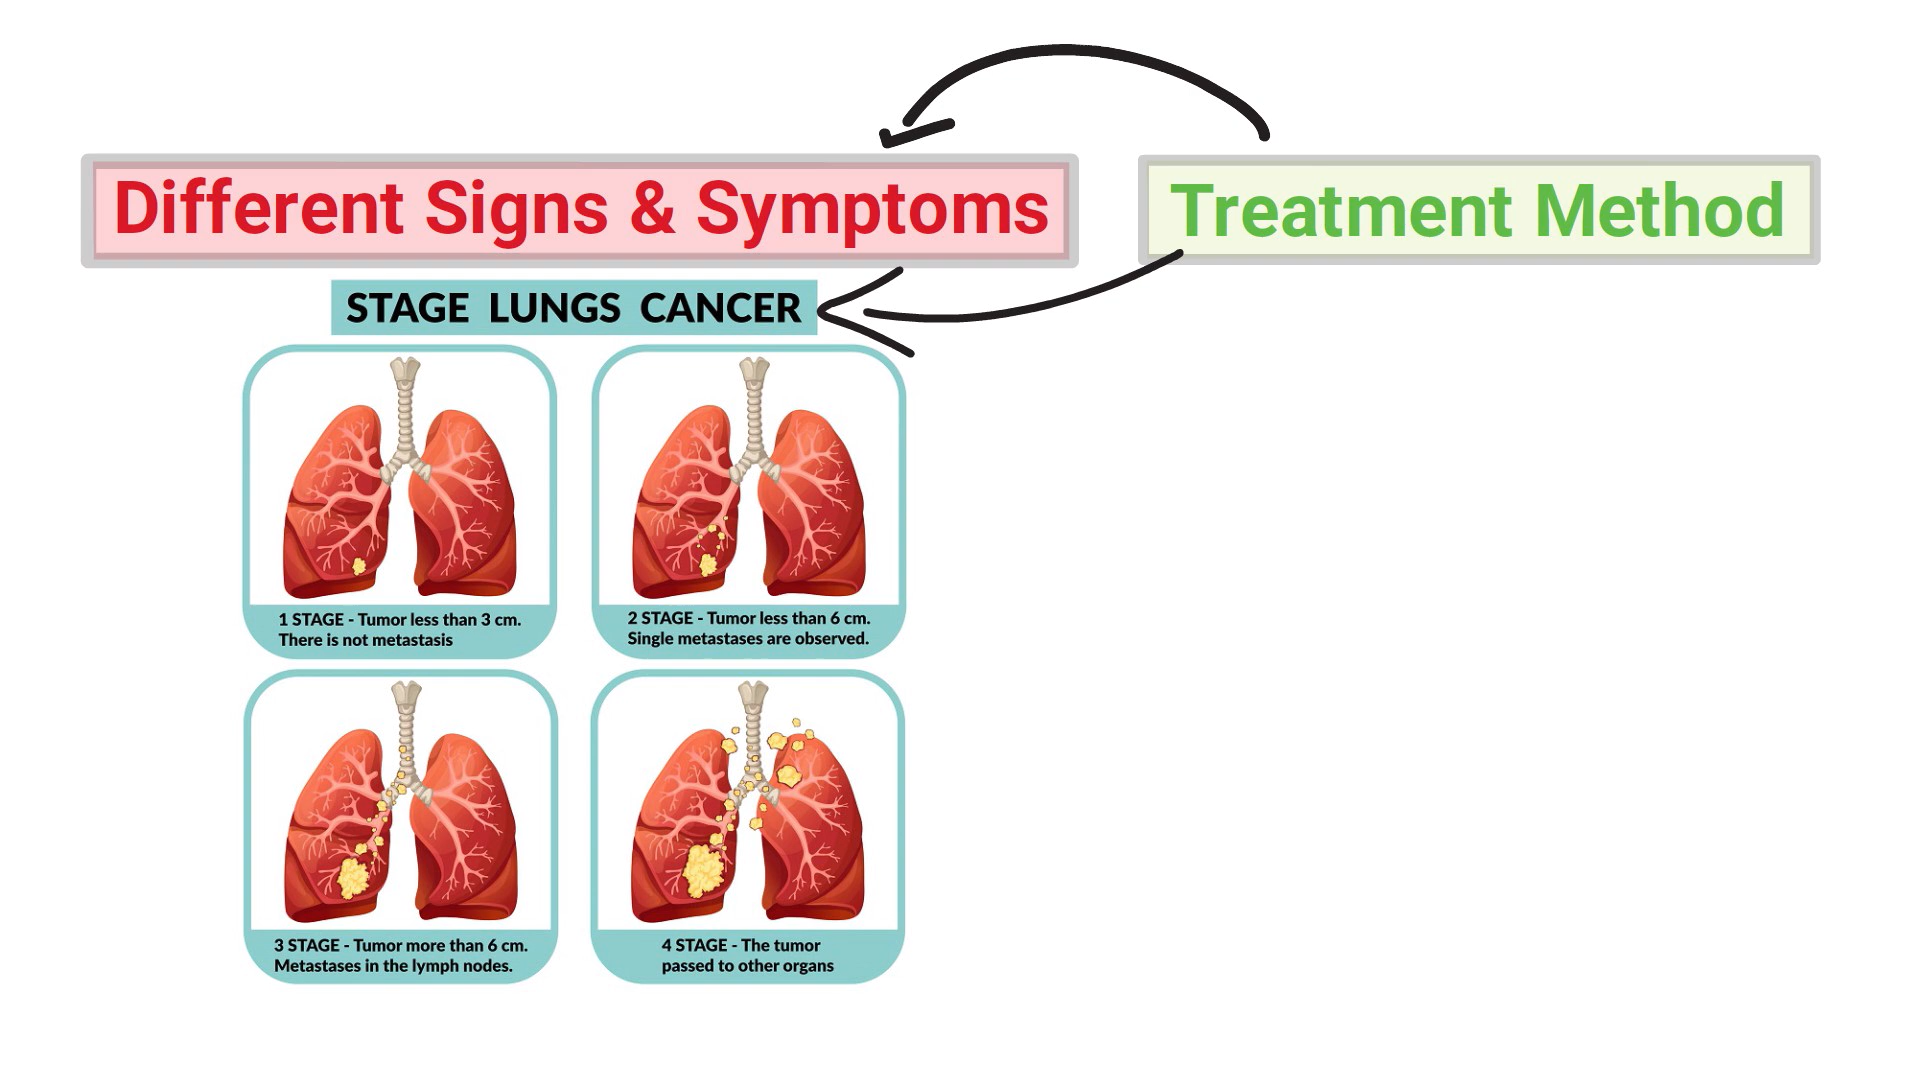 Different Signs & Symptoms
Treatment Method
STAGE LUNGS CANCER
1 STAGE - Tumor less than 3 cm.
There is not metastasis
2 STAGE - Tumor less than 6 cm.
Single metastases are observed.
3 STAGE - Tumor more than 6 cm.
Metastases in the lymph nodes.
4 STAGE - The tumor
passed to other organs